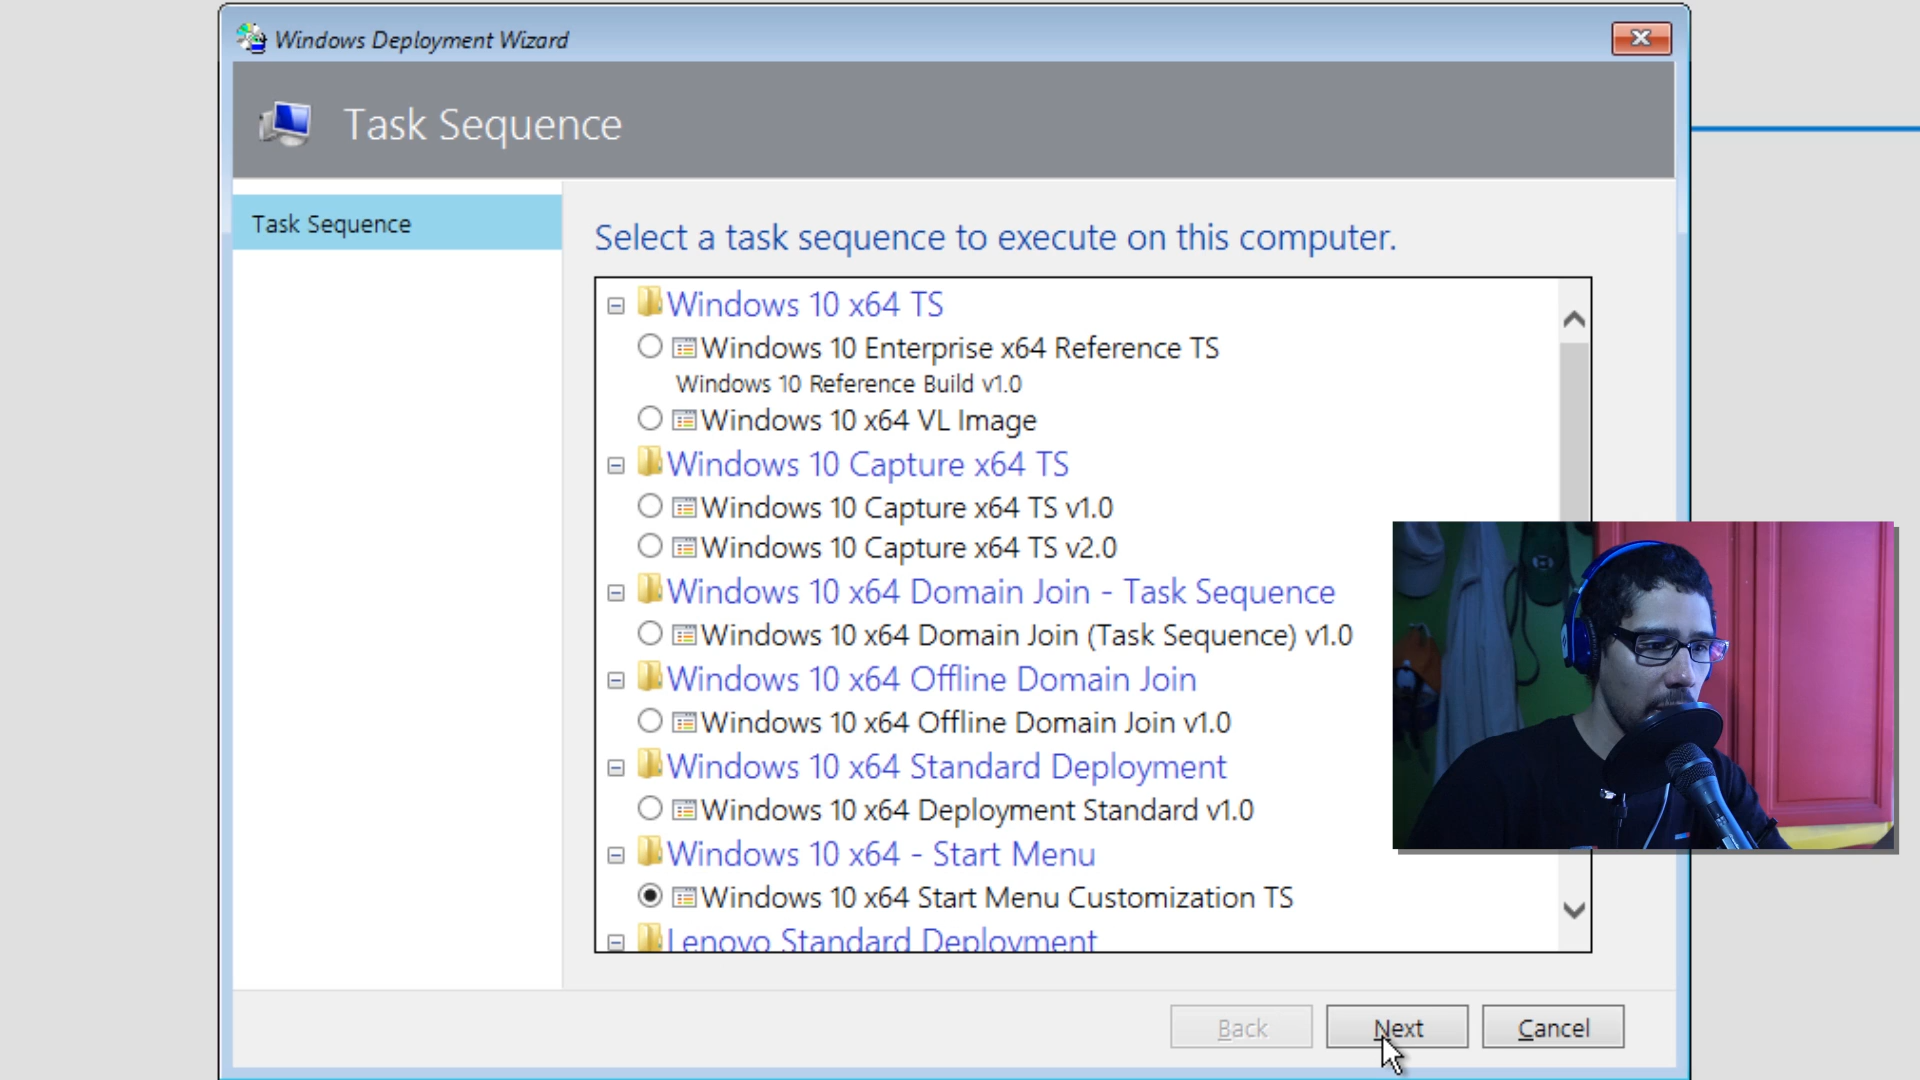 Windows Deployment Wizard
Task Sequence
Task Sequence
Select a task sequence to execute on this computer.
Windows 10 x64 TS
Windows 10 Enterprise x64 Reference TS
Windows 10 Reference Build v1.0
Windows 10 x64 VL Image
Windows 10 Capture x64 TS
Windows 10 Capture x64 TS v1.0
Windows 10 Capture x64 TS v2.0
Windows 10 x64 Domain Join - Task Sequence
Windows 10 x64 Domain Join (Task Sequence) v1.0
Windows 10 x64 Offline Domain Join
Windows 10 x64 Offline Domain Join v1.0
Windows 10 x64 Standard Deployment
Windows 10 x64 Deployment Standard v1.0
Windows 10 x64 - Start Menu
Windows 10 x64 Start Menu Customization TS
Lenovo Standard Deployment
Back
Next
Cancel